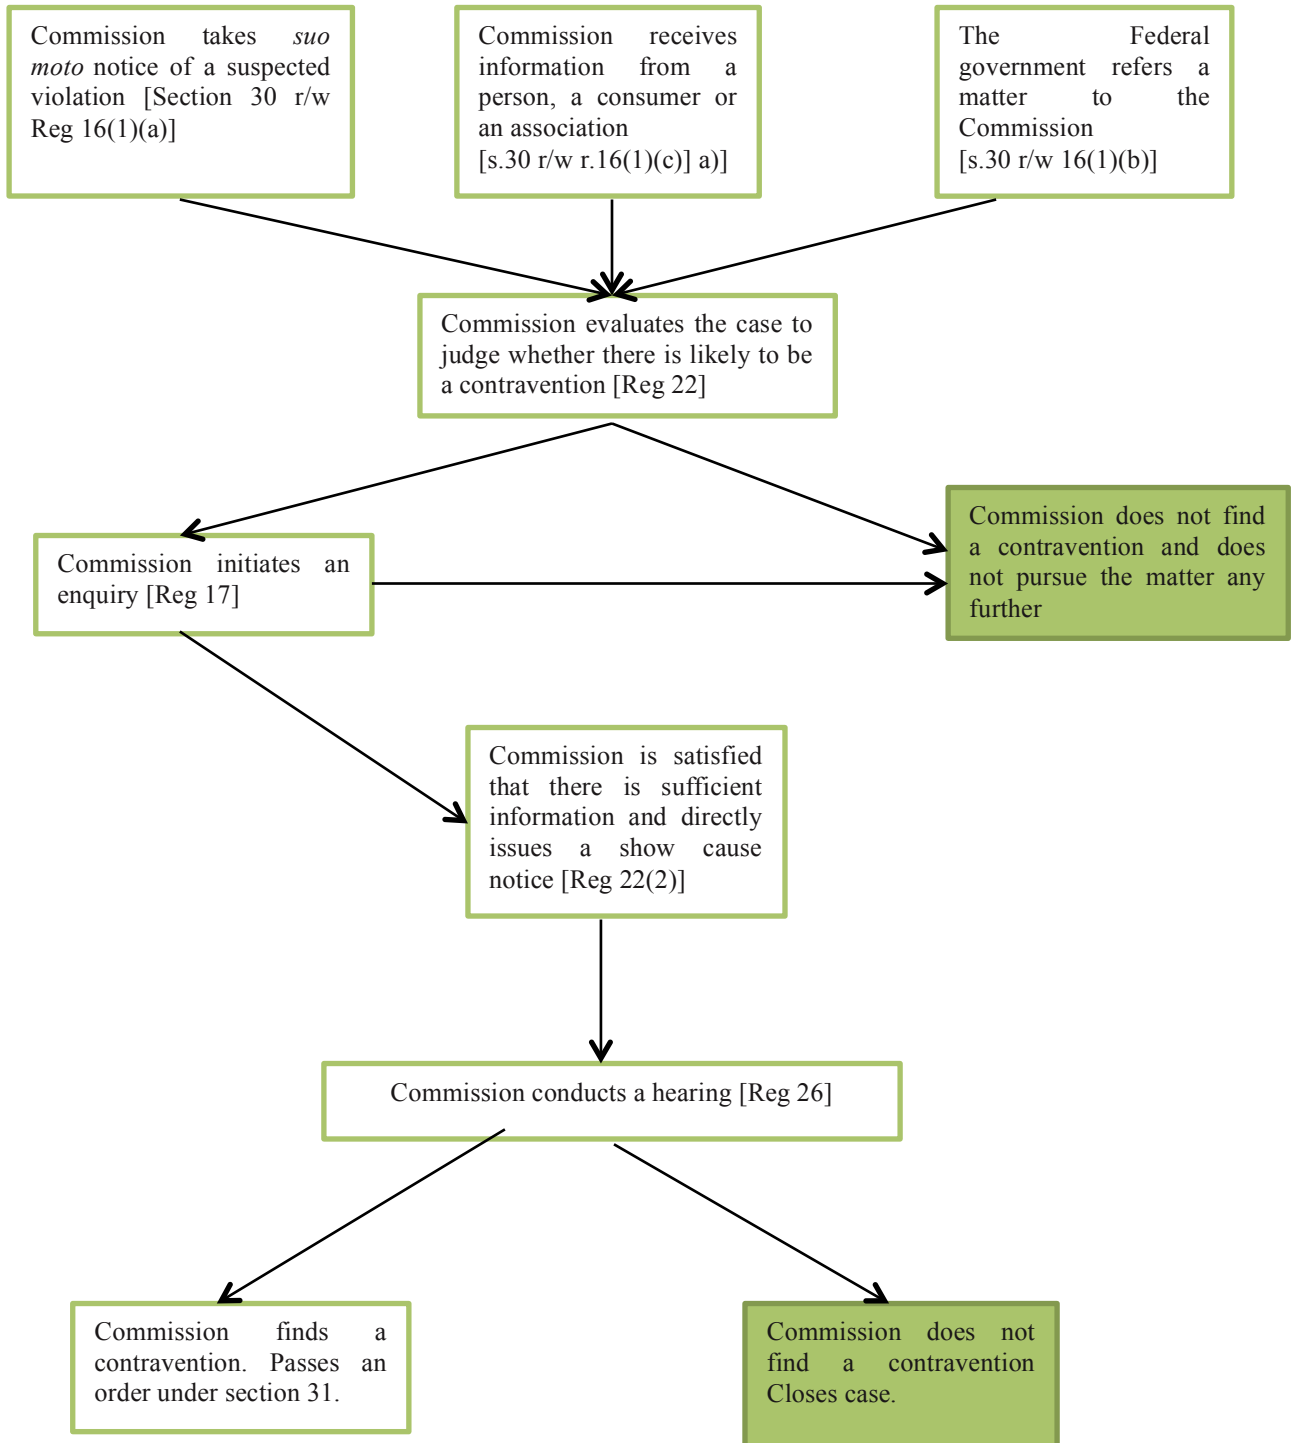 Commission takes suo
moto notice of a suspected
violation [Section 30 r/w
Reg 16(1)(a)]
Commission receives
information from a
person, a consumer or
an association
[s.30 r/w r.16(1)(c)] a)]
The Federal
government refers a
matter to the
Commission
[s.30 r/w 16(1)(b)]
Commission evaluates the case to
judge whether there is likely to be
a contravention [Reg 22]
Commission does not find
a contravention and does
not pursue the matter any
further
Commission initiates an
enquiry [Reg 17]
Commission is satisfied
that there is sufficient
information and directly
issues a show cause
notice [Reg 22(2)]
Commission conducts a hearing [Reg 26]
Commission finds a
contravention. Passes an
order under section 31.
Commission does not
find a contravention
Closes case.